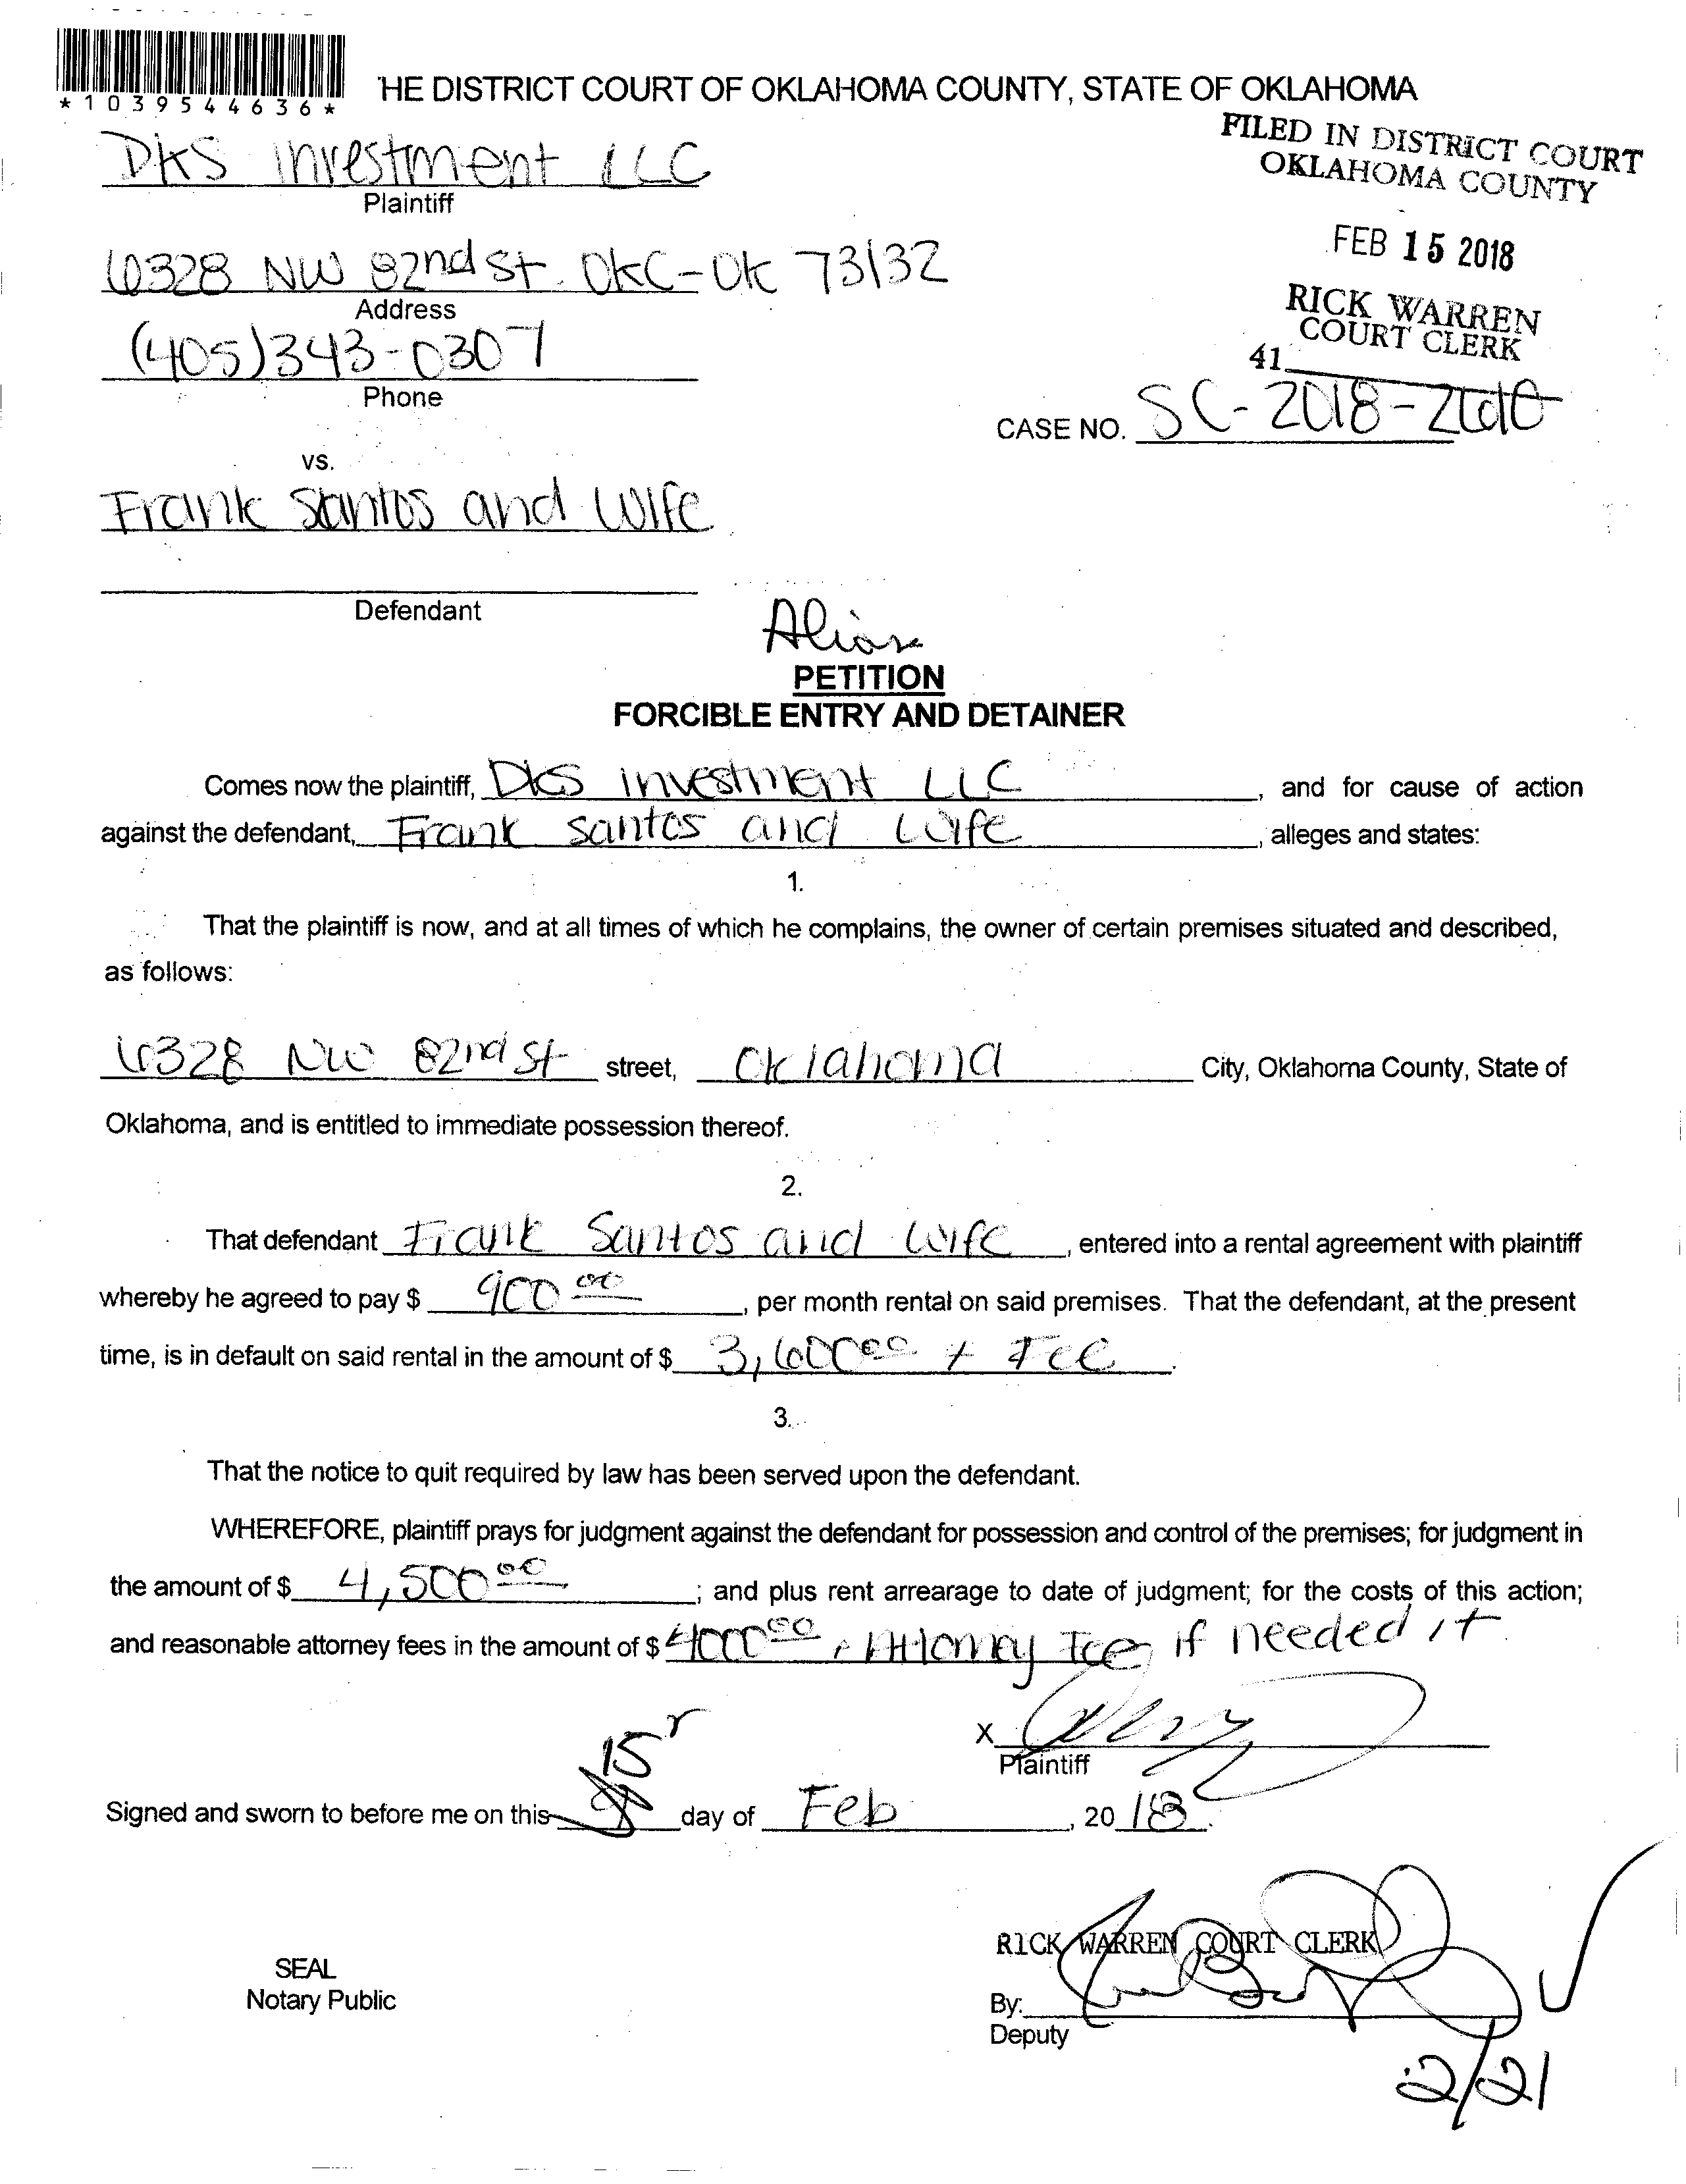 *1039544636*
HE DISTRICT COURT OF OKLAHOMA COUNTY, STATE OF OKLAHOMA
FILED IN DISTRICT COURT
OKLAHOMA COUNTY
DKS investment LLC
Plaintiff
FEB 15 2018
6328 NW 82nd St. OKC-OK 73132
Address
RICK WARREN
COURT CLERK
(405)343-0307
Phone
41
CASE NO. SC-2018-
vs.
Frank Santos and wife
Defendant
Alias
PETITION
FORCIBLE ENTRY AND DETAINER
Comes now the plaintiff, DKS investment LLC, and for cause of action
against the defendant, Frank santos and wife, alleges and states:
1.
That the plaintiff is now, and at all times of which he complains, the owner of certain premises situated and described,
as follows:
6328 NW 82nd st street, Oklahoma City, Oklahoma County, State of
Oklahoma, and is entitled to immediate possession thereof.
2.
That defendant Frank Santos and wife, entered into a rental agreement with plaintiff
whereby he agreed to pay $ 900 00, per month rental on said premises. That the defendant, at the present
time, is in default on said rental in the amount of $ 3,600 00 + Fee.
3.
That the notice to quit required by law has been served upon the defendant.
WHEREFORE, plaintiff prays for judgment against the defendant for possession and control of the premises; for judgment in
the amount of $ 4,500 00; and plus rent arrearage to date of judgment; for the costs of this action;
and reasonable attorney fees in the amount of $ Attorney Fee, if needed it
X
Plaintiff
15
Signed and sworn to before me on this day of Feb, 20 18.
RICK WARREN COURT CLERK
SEAL
Notary Public
By:
Deputy
2/21